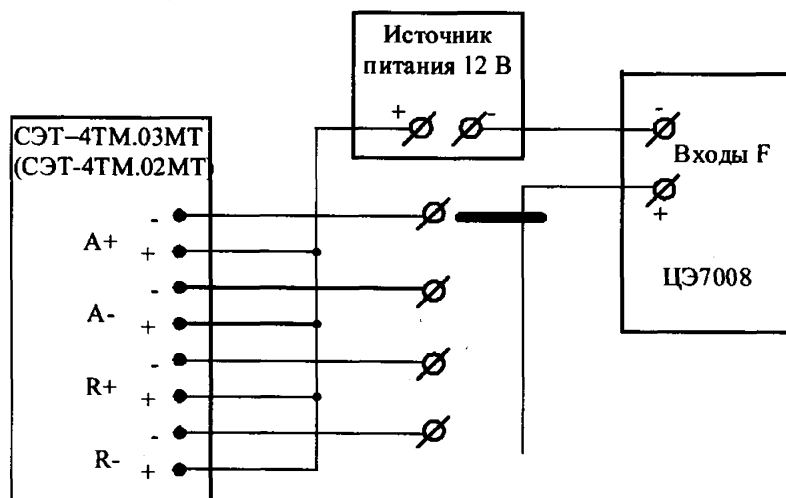 Источник
питания 12 В
+ -
СЭТ–4ТМ.03МТ
(СЭТ-4ТМ.02МТ)
-
Входы F
+
ЦЭ7008
-
A+
+
-
A-
+
-
R+
+
-
R-
+